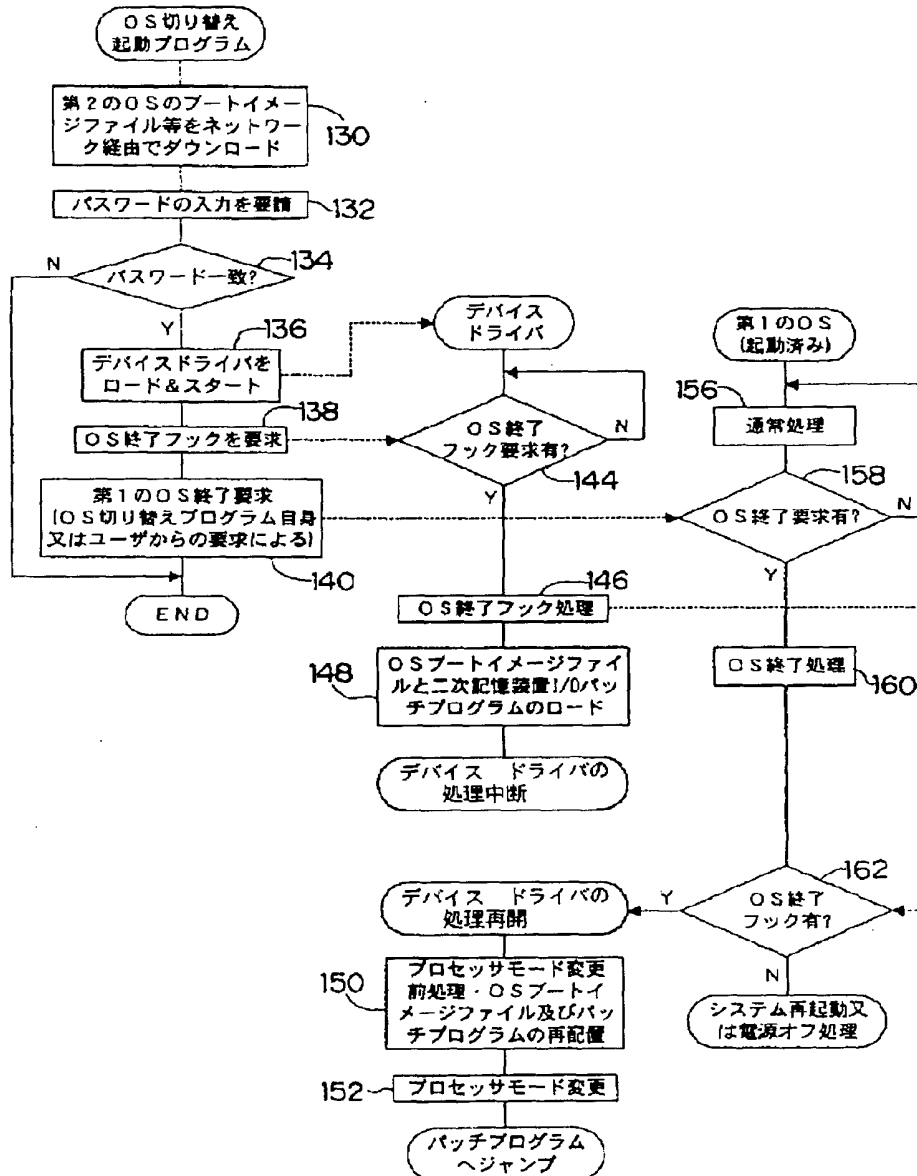 OS切り替え
起動プログラム
第2のOSのブートイメー
ジファイル等をネットワー
ク経由でダウンロード
130
パスワードの入力を要請
132
パスワード一致?
134
N
Y
136
デバイスドライバを
ロード&スタート
138
OS終了フックを要求
第1のOS終了要求
(OS切り替えプログラム自身
又はユーザからの要求による)
140
END
デバイス
ドライバ
OS終了
フック要求有?
N
144
Y
146
OS終了フック処理
148
OSブートイメージファイ
ルと二次記憶装置I/Oパッ
チプログラムのロード
デバイス ドライバの
処理中断
デバイス ドライバの
処理再開
150
プロセッサモード変更
前処理・OSブートイ
メージファイル及びパッ
チプログラムの再配置
152
プロセッサモード変更
パッチプログラム
へジャンプ
第1のOS
(起動済み)
156
通常処理
158
OS終了要求有?
N
Y
OS終了処理
160
162
OS終了
フック有?
Y
N
システム再起動又
は電源オフ処理